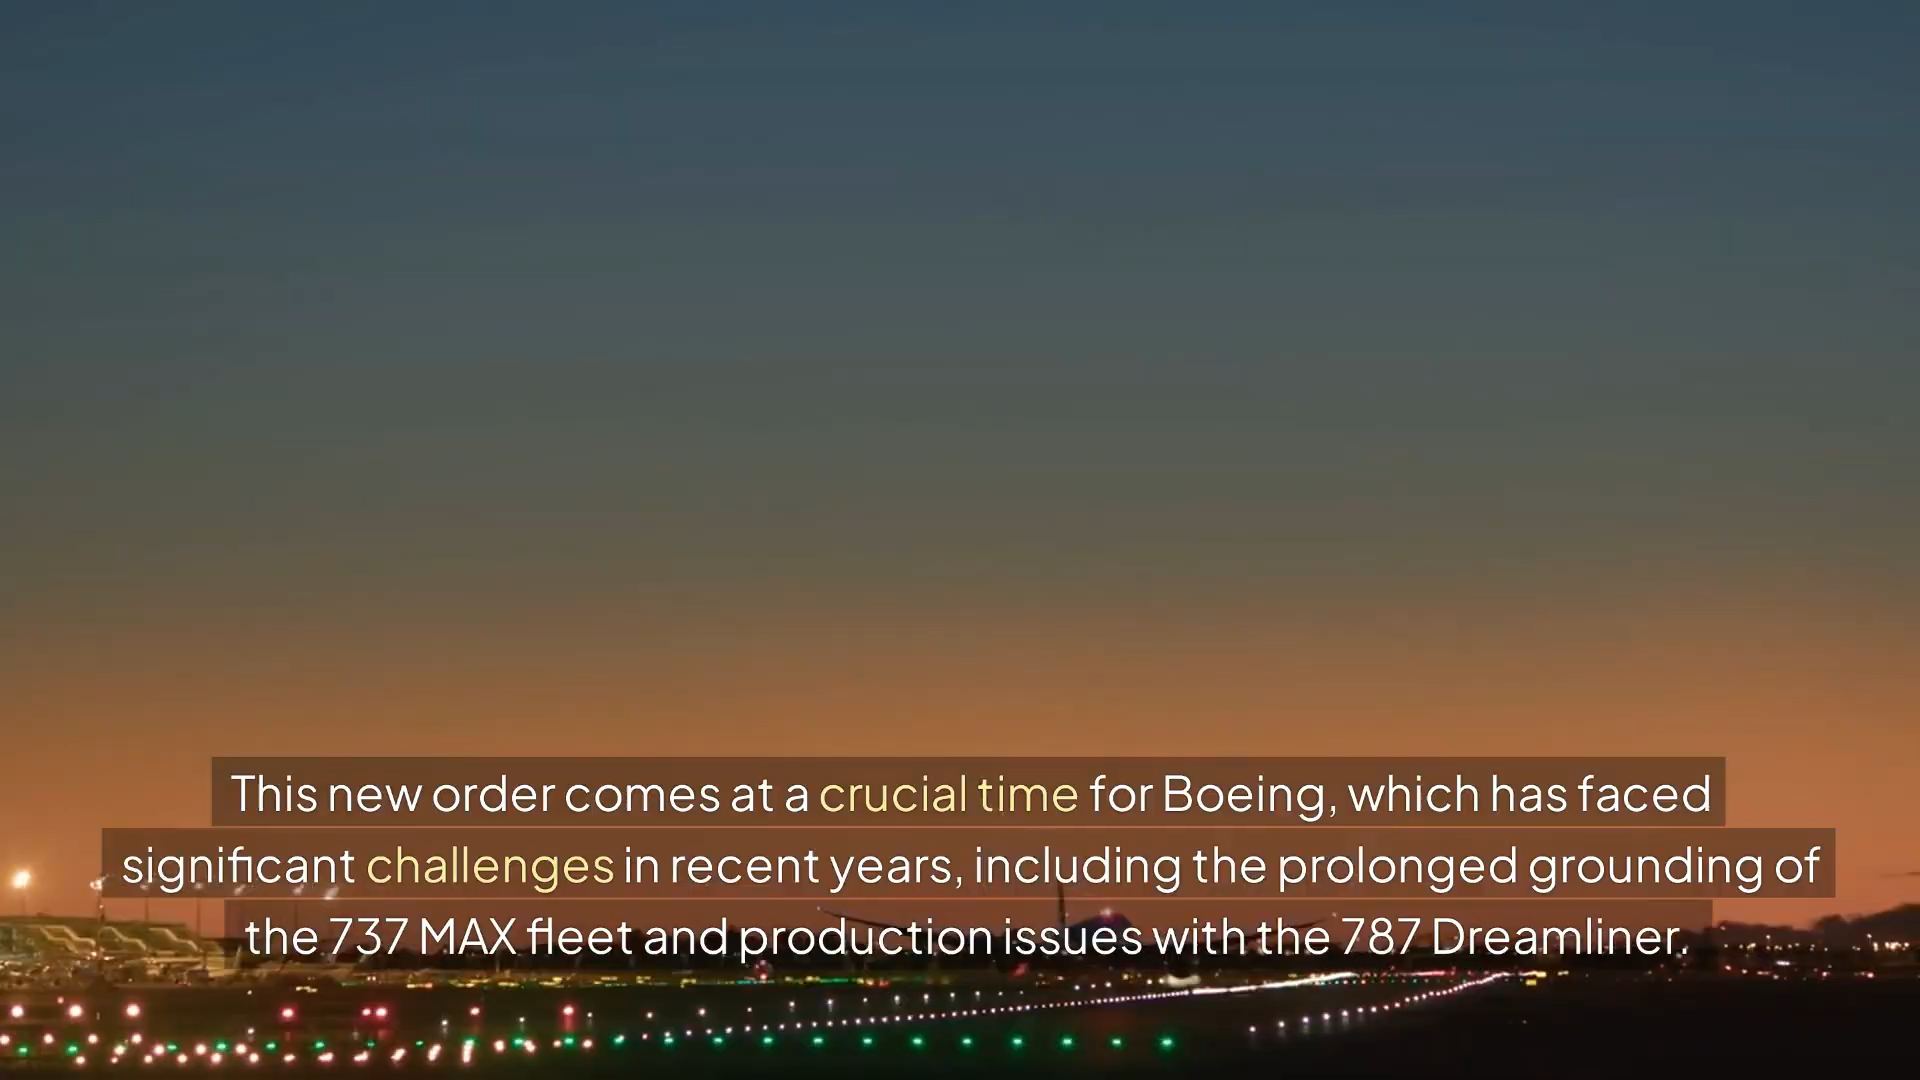 This new order comes at a crucial time for Boeing, which has faced
significant challenges in recent years, including the prolonged grounding of
the 737 MAX fleet and production issues with the 787 Dreamliner.